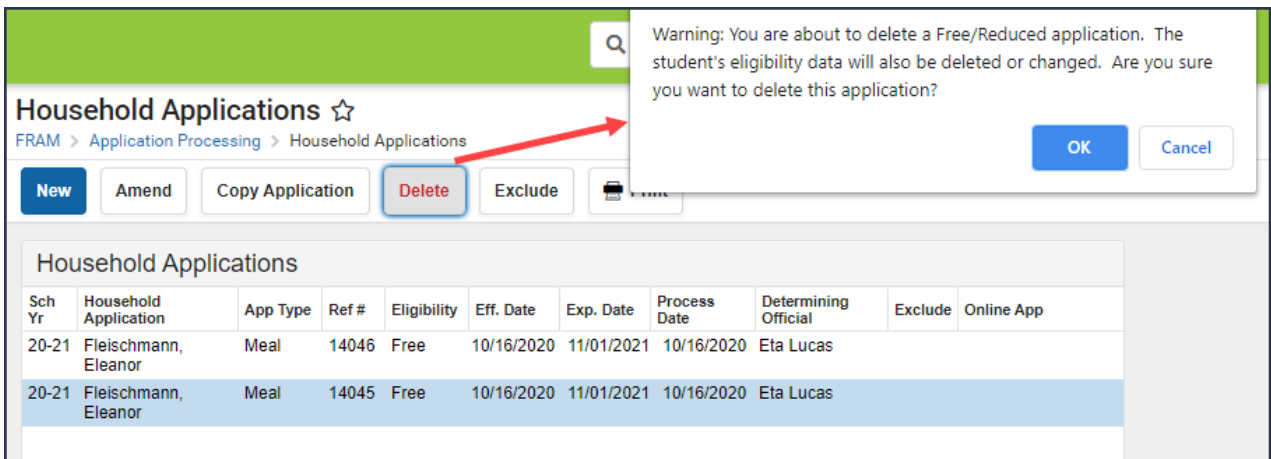 Warning: You are about to delete a Free/Reduced application. The
student's eligibility data will also be deleted or changed. Are you sure
you want to delete this application?
OK Cancel
Household Applications
FRAM > Application Processing > Household Applications
New Amend Copy Application Delete Exclude
Household Applications
Sch Yr Household Application App Type Ref # Eligibility Eff. Date Exp. Date Process Date Determining Official Exclude Online App
20-21 Fleischmann, Eleanor Meal 14046 Free 10/16/2020 11/01/2021 10/16/2020 Eta Lucas
20-21 Fleischmann, Eleanor Meal 14045 Free 10/16/2020 11/01/2021 10/16/2020 Eta Lucas